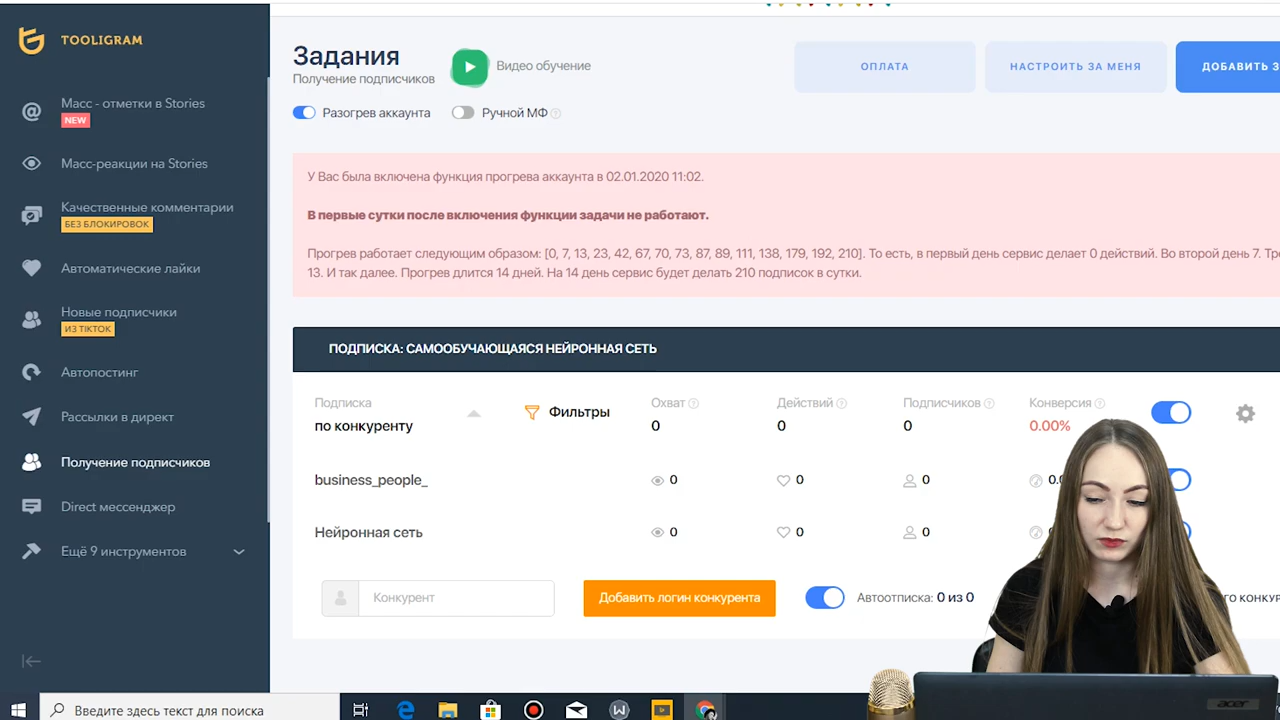 TOOLIGRAM
Масс - отметки в Stories
NEW
Масс-реакции на Stories
Качественные комментарии
БЕЗ БЛОКИРОВОК
Автоматические лайки
Новые подписчики
ИЗ TIKTOK
Автопостинг
Рассылки в директ
Получение подписчиков
Direct мессенджер
Ещё 9 инструментов
Задания
Получение подписчиков
Видео обучение
ОПЛАТА
НАСТРОИТЬ ЗА МЕНЯ
ДОБАВИТЬ З
Разогрев аккаунта
Ручной МФ
У Вас была включена функция прогрева аккаунта в 02.01.2020 11:02.
В первые сутки после включения функции задачи не работают.
Прогрев работает следующим образом: [0, 7, 13, 23, 42, 67, 70, 73, 87, 89, 111, 138, 179, 192, 210]. То есть, в первый день сервис делает 0 действий. Во второй день 7. Тре
13. И так далее. Прогрев длится 14 дней. На 14 день сервис будет делать 210 подписок в сутки.
ПОДПИСКА: САМООБУЧАЮЩАЯСЯ НЕЙРОННАЯ СЕТЬ
Подписка
по конкуренту
Фильтры
Охват
0
Действий
0
Подписчиков
0
Конверсия
0.00%
business_people_ 0 0 0 0.0
Нейронная сеть 0 0 0
Конкурент
Добавить логин конкурента
Автоотписка: 0 из 0
ГО КОНКУР
Введите здесь текст для поиска
acer